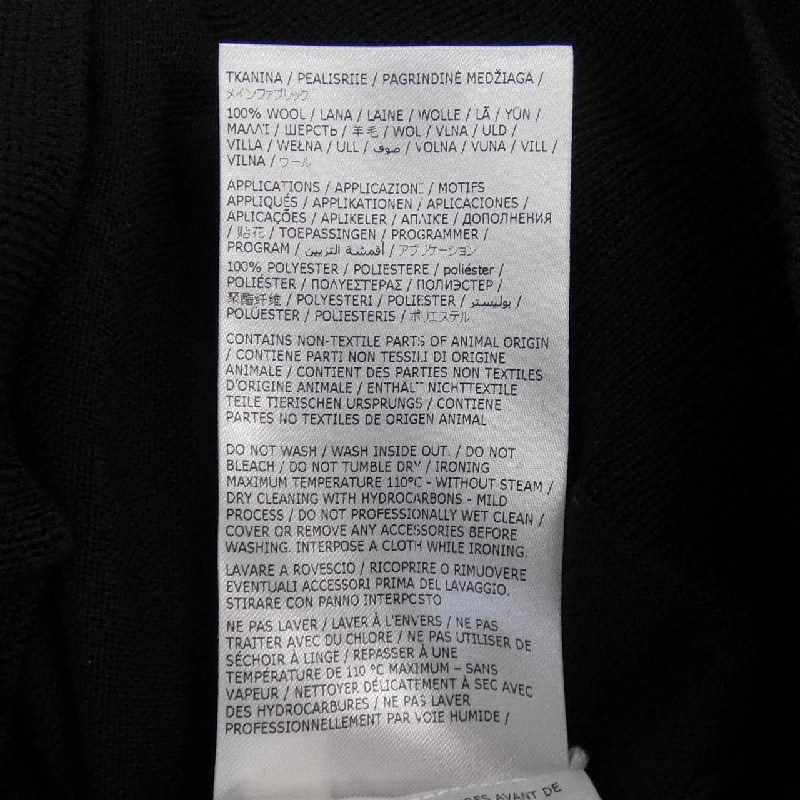 TKANINA / PEALISRIIE / PAGRINDINĖ MEDŽIAGA /
メインファブリック
100% WOOL / LANA / LAINE / WOLLE / LÃ / YÜN /
ΜΑΛΛΙ / ШЕРСТЬ / 羊毛 / WOL / VLNA / ULD /
VILLA / WEŁNA / ULL / صوف / VOLNA / VUNA / VILL /
VILNA / ウール
APPLICATIONS / APPLICAZIONI / MOTIFS
APPLIQUÉS / APPLIKATIONEN / APLICACIONES /
APLICAÇÕES / APLIKELER / ΑΠΛΙΚΕ / ДОПОЛНЕНИЯ
/ 貼花 / TOEPASSINGEN / PROGRAMMER /
PROGRAM / أقمشة التزيين / アプリケーション
100% POLYESTER / POLIESTERE / poliéster /
POLIÉSTER / ΠΟΛΥΕΣΤΕΡΑΣ / ПОЛИЭСТЕР /
聚酯纤维 / POLYESTERI / POLIESTER / بوليستر /
POLÜESTER / POLIESTERIS / ポリエステル
CONTAINS NON-TEXTILE PARTS OF ANIMAL ORIGIN
/ CONTIENE PARTI NON TESSILI DI ORIGINE
ANIMALE / CONTIENT DES PARTIES NON TEXTILES
D'ORIGINE ANIMALE / ENTHÄLT NICHTTEXTILE
TEILE TIERISCHEN URSPRUNGS / CONTIENE
PARTES NO TEXTILES DE ORIGEN ANIMAL
DO NOT WASH / WASH INSIDE OUT. / DO NOT
BLEACH / DO NOT TUMBLE DRY / IRONING
MAXIMUM TEMPERATURE 110°C - WITHOUT STEAM /
DRY CLEANING WITH HYDROCARBONS - MILD
PROCESS / DO NOT PROFESSIONALLY WET CLEAN /
COVER OR REMOVE ANY ACCESSORIES BEFORE
WASHING. INTERPOSE A CLOTH WHILE IRONING.
LAVARE A ROVESCIO / RICOPRIRE O RIMUOVERE
EVENTUALI ACCESSORI PRIMA DEL LAVAGGIO.
STIRARE CON PANNO INTERPOSTO
NE PAS LAVER / LAVER À L'ENVERS / NE PAS
TRAITER AVEC DU CHLORE / NE PAS UTILISER DE
SÉCHOIR À LINGE / REPASSER À UNE
TEMPÉRATURE DE 110 °C MAXIMUM – SANS
VAPEUR / NETTOYER DÉLICATEMENT À SEC AVEC
DES HYDROCARBURES / NE PAS LAVER
PROFESSIONNELLEMENT PAR VOIE HUMIDE /
AVANT DE